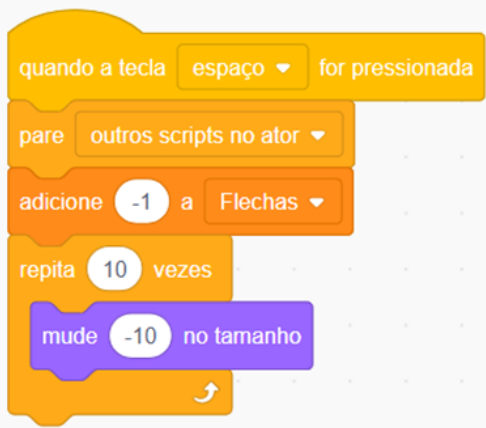 quando a tecla espaço for pressionada
pare outros scripts no ator
adicione -1 a Flechas
repita 10 vezes
mude -10 no tamanho